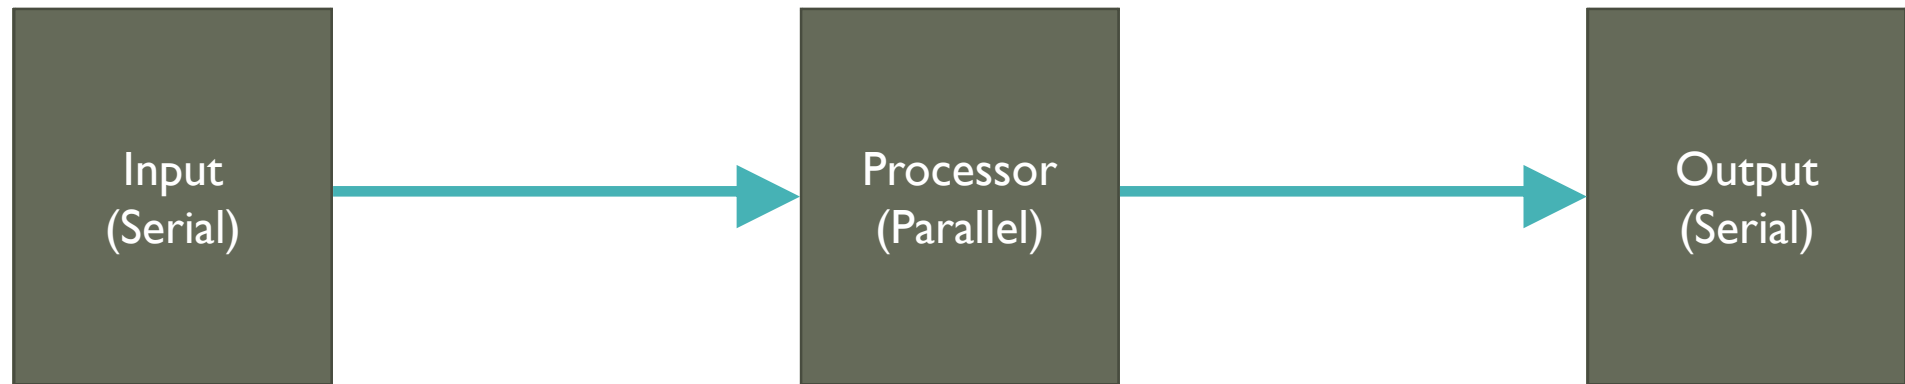 Input
(Serial)
Processor
(Parallel)
Output
(Serial)